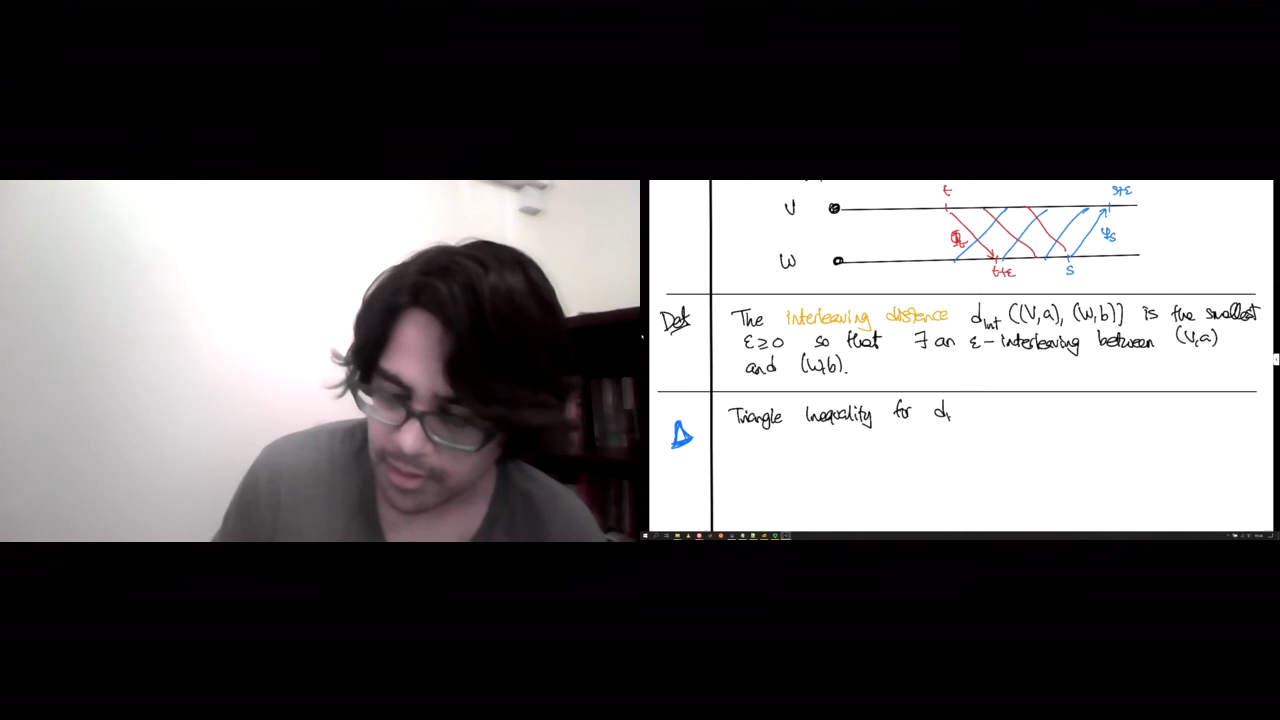 t
s+ε
V
Φt
ψs
W
t+ε
s
Def
The interleaving distance dInt ((V,a), (W,b)) is the smallest
ε ≥ 0 so that ∃ an ε-interleaving between (V,a)
and (W,b).
Δ
Triangle Inequality for d